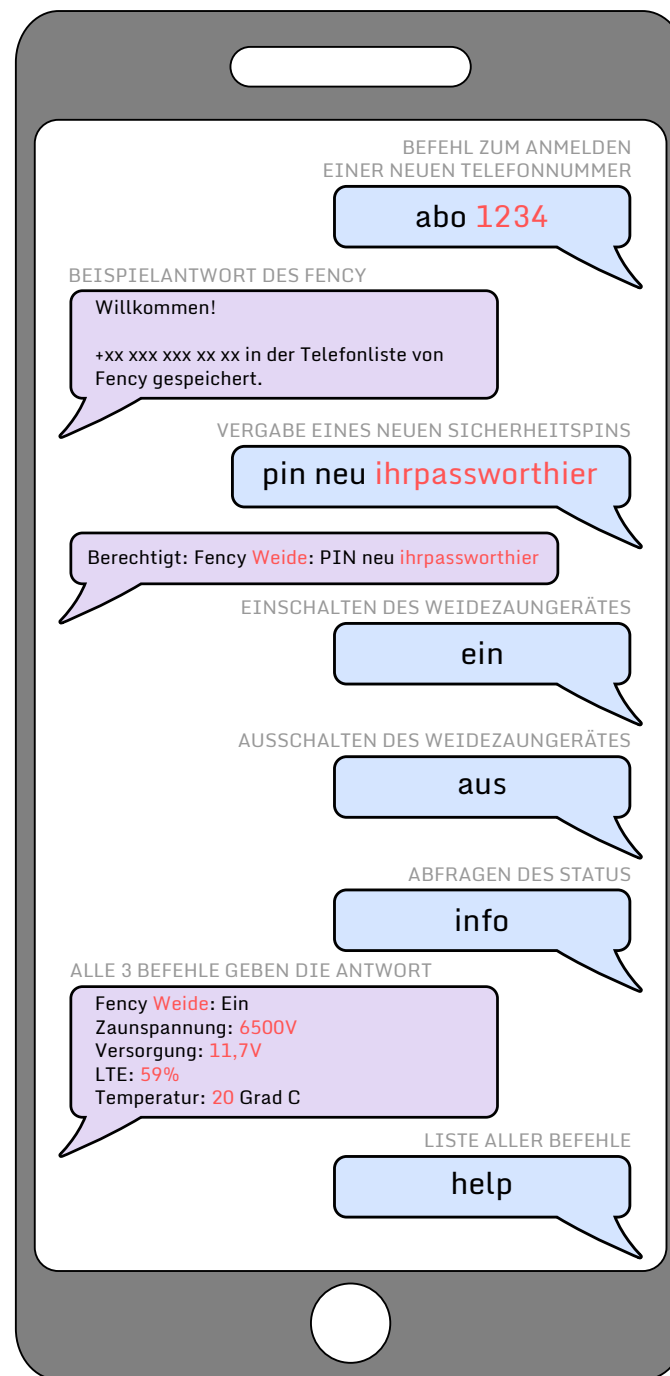 BEFEHL ZUM ANMELDEN
EINER NEUEN TELEFONNUMMER
abo 1234
BEISPIELANTWORT DES FENCY
Willkommen!
+xx xxx xxx xx xx in der Telefonliste von
Fency gespeichert.
VERGABE EINES NEUEN SICHERHEITSPINS
pin neu ihrpassworthier
Berechtigt: Fency Weide: PIN neu ihrpassworthier
EINSCHALTEN DES WEIDEZAUNGERÄTES
ein
AUSSCHALTEN DES WEIDEZAUNGERÄTES
aus
ABFRAGEN DES STATUS
info
ALLE 3 BEFEHLE GEBEN DIE ANTWORT
Fency Weide: Ein
Zaunspannung: 6500V
Versorgung: 11,7V
LTE: 59%
Temperatur: 20 Grad C
LISTE ALLER BEFEHLE
help